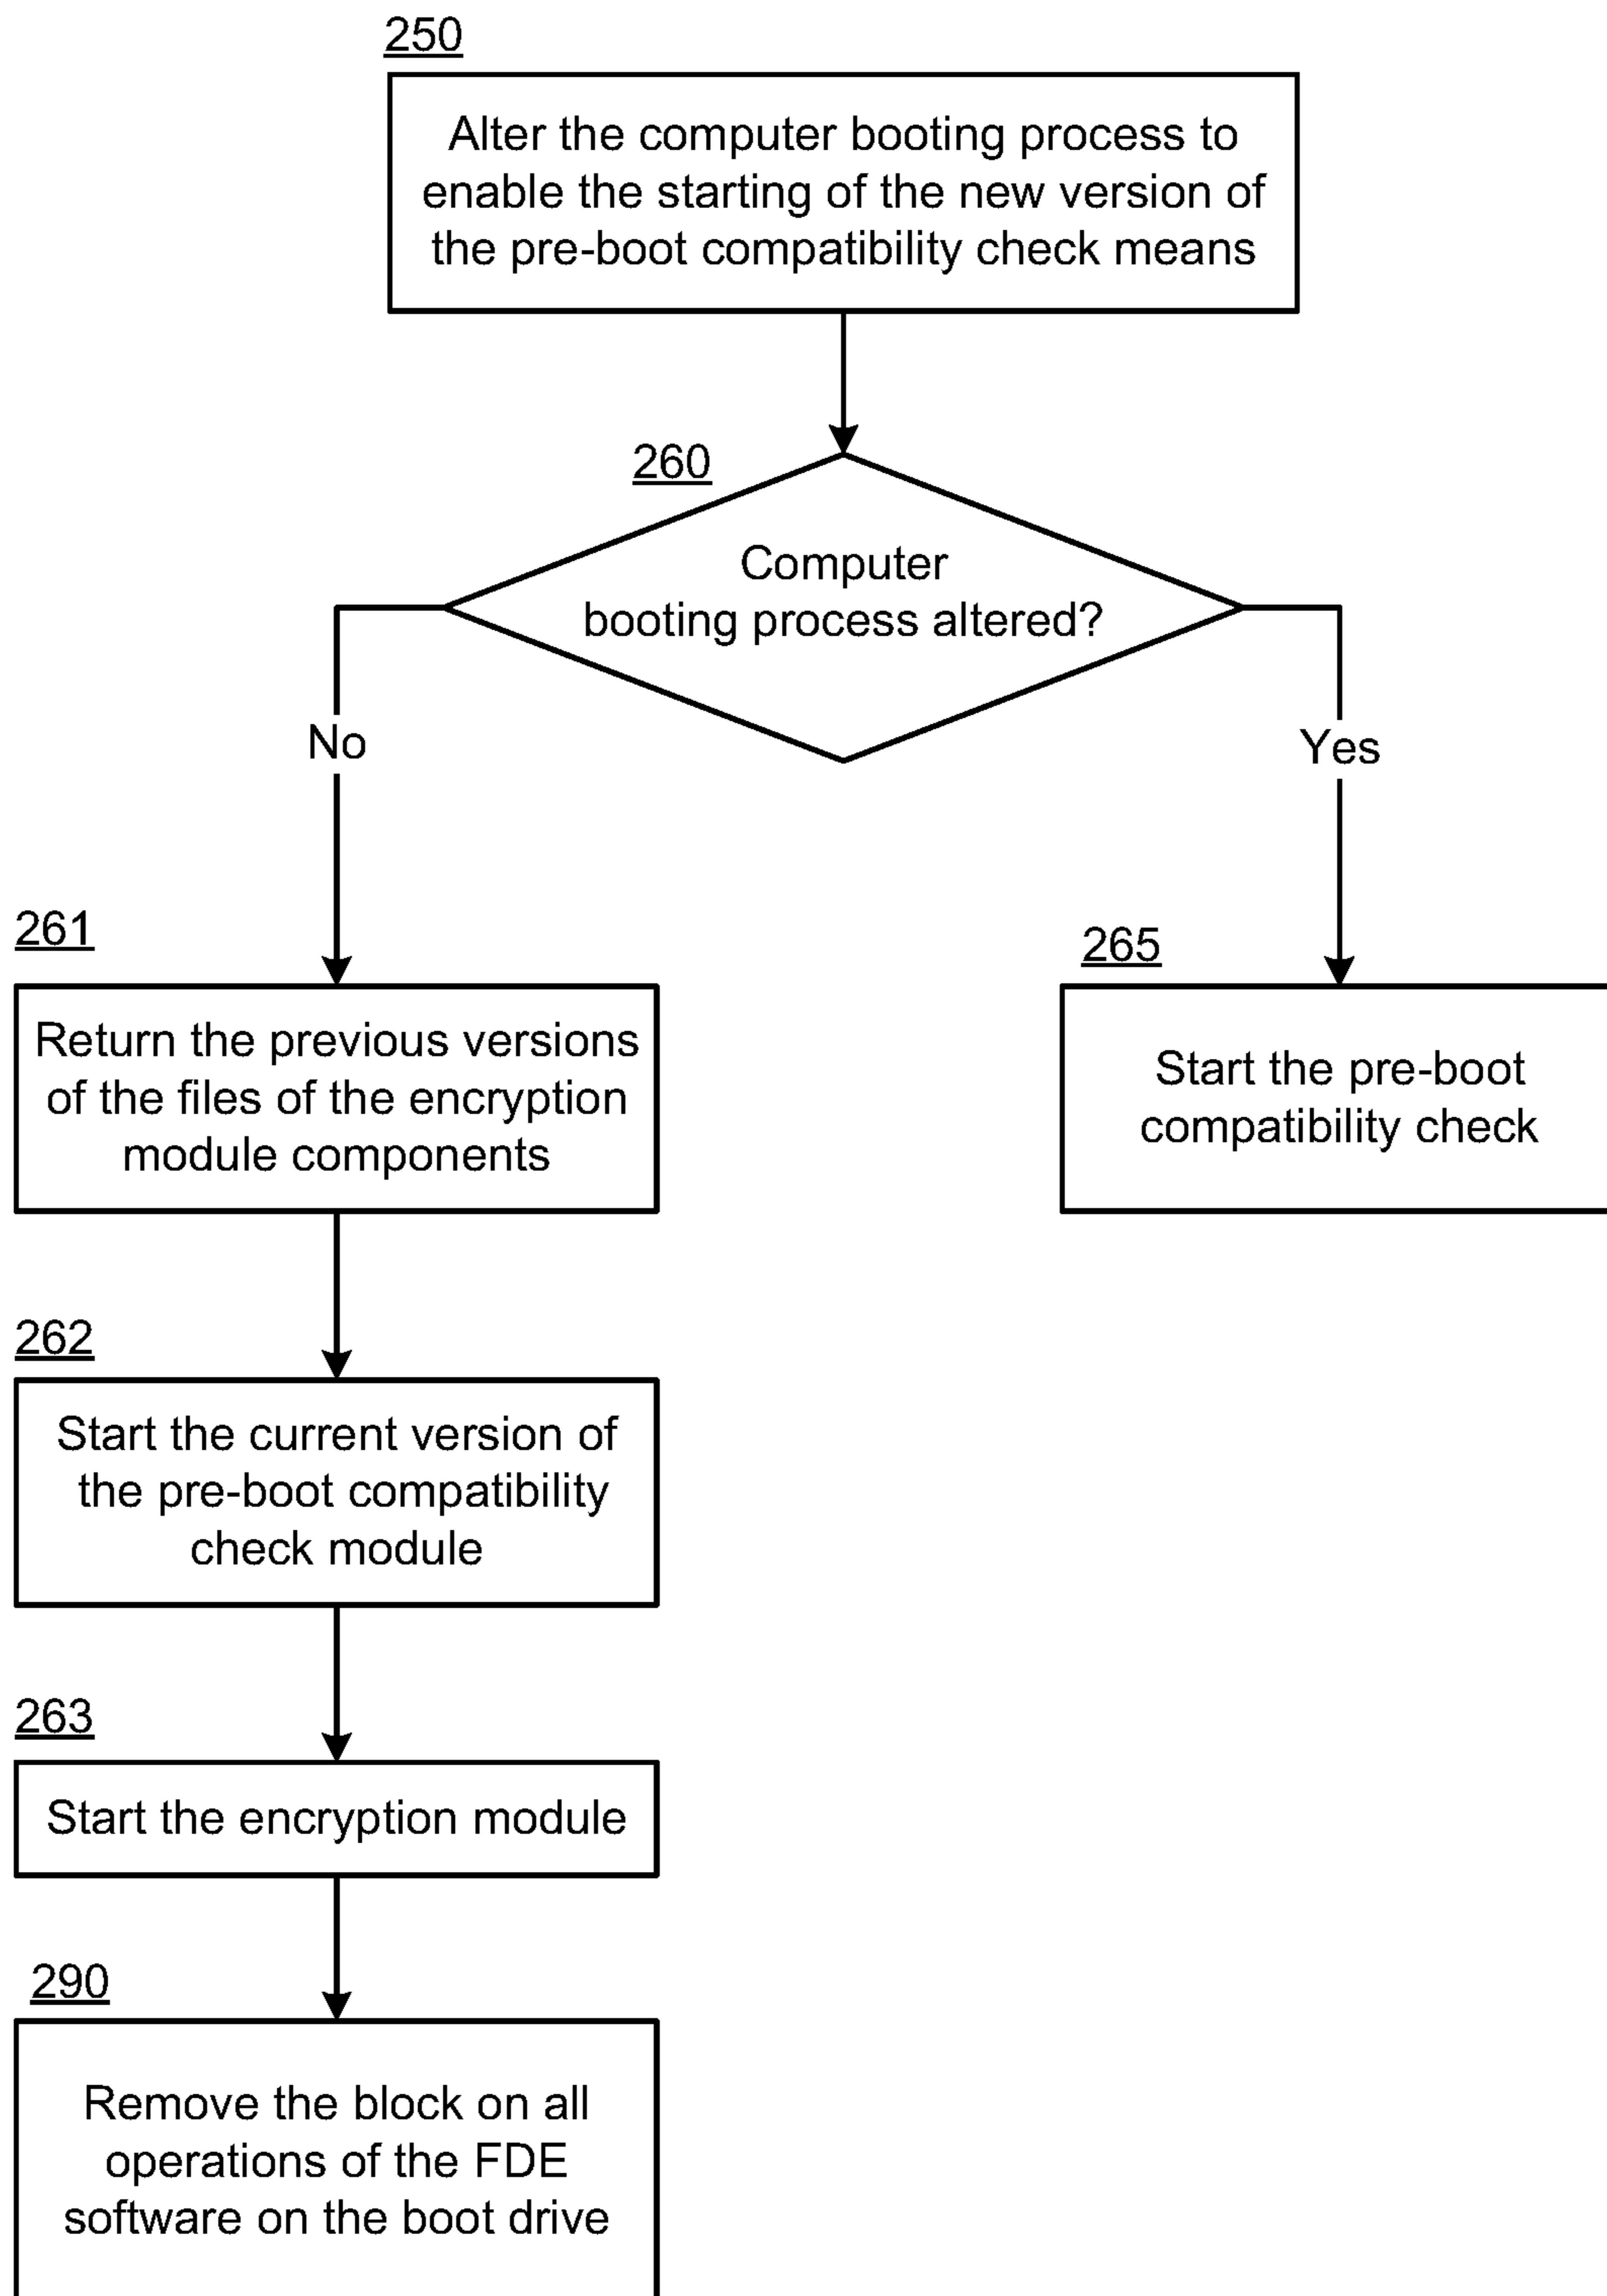 250
Alter the computer booting process to
enable the starting of the new version of
the pre-boot compatibility check means
260
Computer
booting process altered?
No
Yes
261
Return the previous versions
of the files of the encryption
module components
265
Start the pre-boot
compatibility check
262
Start the current version of
the pre-boot compatibility
check module
263
Start the encryption module
290
Remove the block on all
operations of the FDE
software on the boot drive